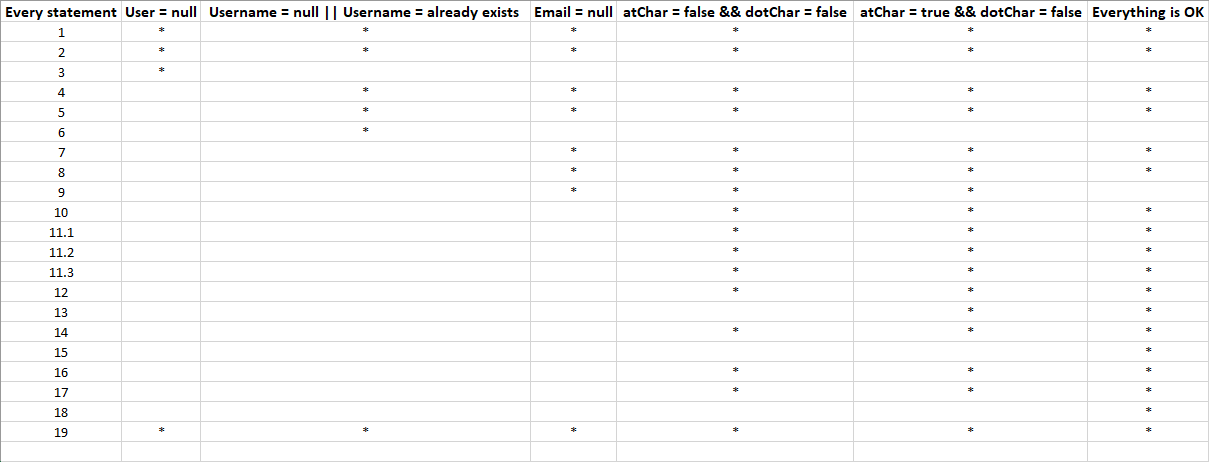 Every statement User = null Username = null || Username = already exists Email = null atChar = false && dotChar = false atChar = true && dotChar = false Everything is OK
1 * * * * * *
2 * * * * * *
3 *
4 * * * * *
5 * * * * *
6 *
7 * * * *
8 * * * *
9 * * *
10 * * *
11.1 * * *
11.2 * * *
11.3 * * *
12 * * *
13 * *
14 * * *
15 *
16 * * *
17 * * *
18 *
19 * * * * * *